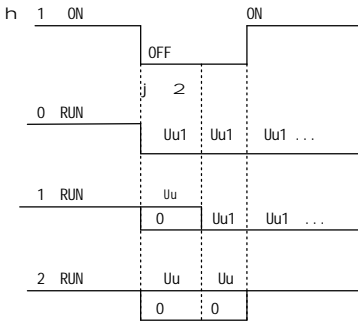 h 1 ON ON
OFF
j 2
0 RUN
Uu1 Uu1 Uu1 ...
1 RUN Uu
0 Uu1 Uu1 ...
2 RUN Uu Uu
0 0